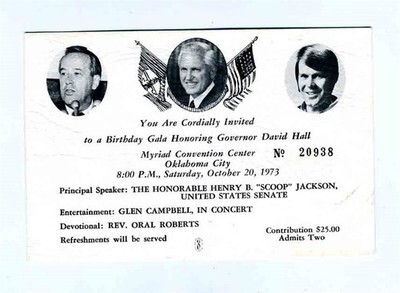 You Are Cordially Invited
to a Birthday Gala Honoring Governor David Hall
Myriad Convention Center № 20938
Oklahoma City
8:00 P.M., Saturday, October 20, 1973
Principal Speaker: THE HONORABLE HENRY B. "SCOOP" JACKSON,
UNITED STATES SENATE
Entertainment: GLEN CAMPBELL, IN CONCERT
Devotional: REV. ORAL ROBERTS
Refreshments will be served
Contribution $25.00
Admits Two